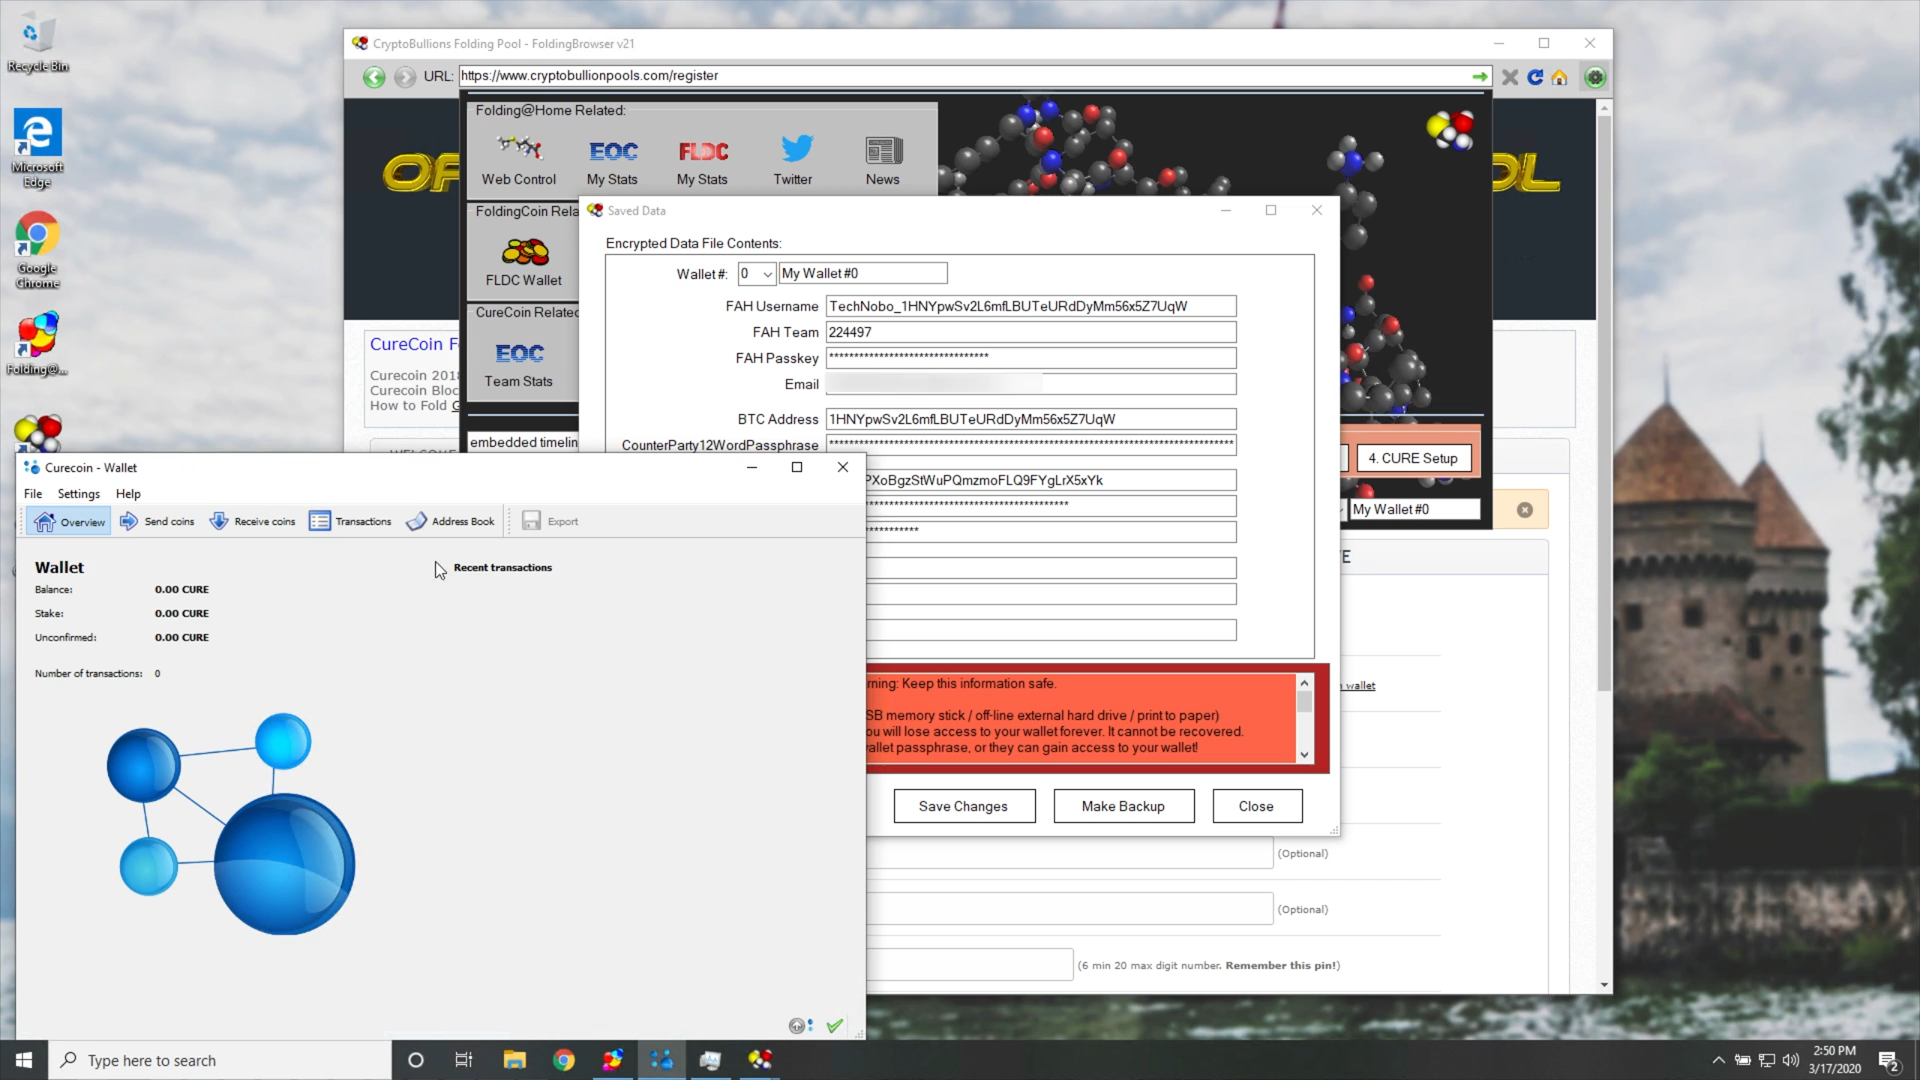 Recycle Bin
Microsoft
Edge
Google
Chrome
Folding@...
CryptoBullions Folding Pool - FoldingBrowser v21
URL:
https://www.cryptobullionpools.com/register
Folding@Home Related:
Web Control
EOC
My Stats
FLDC
My Stats
Twitter
News
FoldingCoin Rela
FLDC Wallet
CureCoin Related
EOC
Team Stats
embedded timelin
4. CURE Setup
My Wallet #0
OF
OL
CureCoin F
Curecoin 201
Curecoin Bloc
How to Fold G
E
n wallet
(Optional)
(Optional)
(6 min 20 max digit number. Remember this pin!)
Saved Data
Encrypted Data File Contents:
Wallet #:
0
My Wallet #0
FAH Username
TechNobo_1HNYpwSv2L6mfLBUTeURdDyMm56x5Z7UqW
FAH Team
224497
FAH Passkey
********************************
Email
BTC Address
1HNYpwSv2L6mfLBUTeURdDyMm56x5Z7UqW
CounterParty12WordPassphrase
PXoBgzStWuPQmzmoFLQ9FYgLrX5xYk
rning: Keep this information safe.
SB memory stick / off-line external hard drive / print to paper)
ou will lose access to your wallet forever. It cannot be recovered.
allet passphrase, or they can gain access to your wallet!
Save Changes
Make Backup
Close
Curecoin - Wallet
File
Settings
Help
Overview
Send coins
Receive coins
Transactions
Address Book
Export
Wallet
Recent transactions
Balance:
0.00 CURE
Stake:
0.00 CURE
Unconfirmed:
0.00 CURE
Number of transactions:
0
Type here to search
2:50 PM
3/17/2020
2